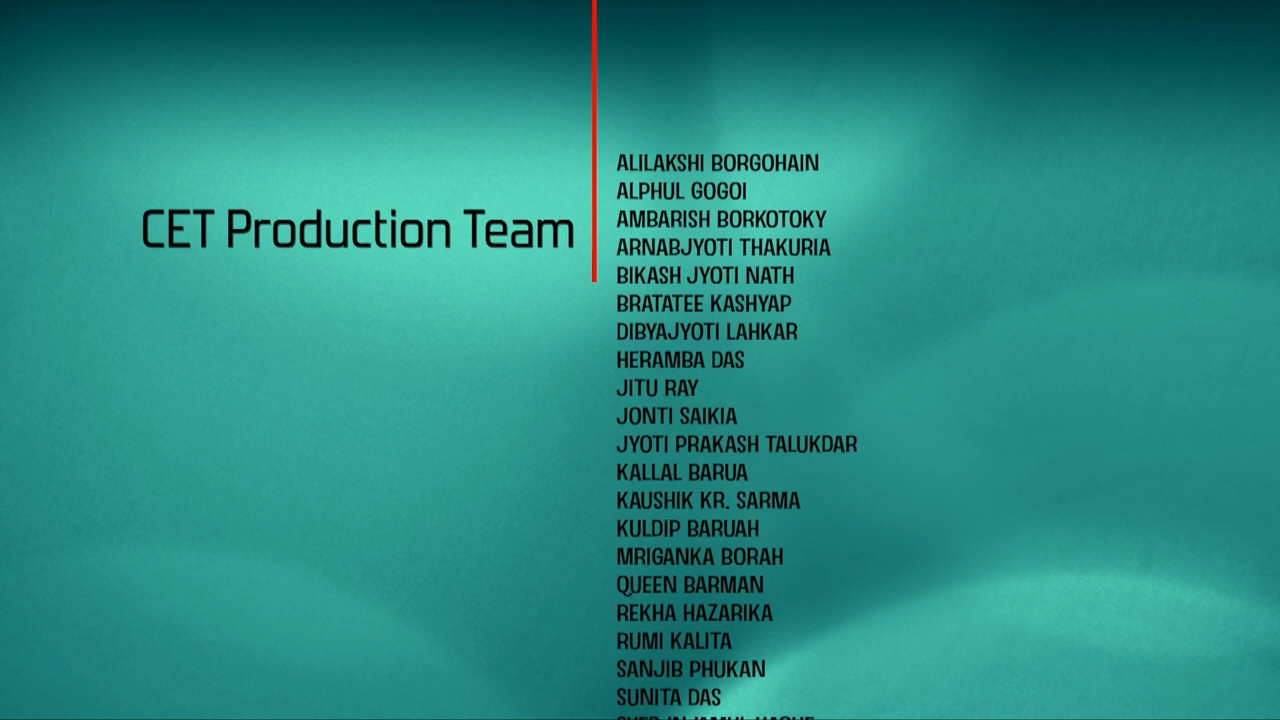 CET Production Team
ALILAKSHI BORGOHAIN
ALPHUL GOGOI
AMBARISH BORKOTOKY
ARNABJYOTI THAKURIA
BIKASH JYOTI NATH
BRATATEE KASHYAP
DIBYAJYOTI LAHKAR
HERAMBA DAS
JITU RAY
JONTI SAIKIA
JYOTI PRAKASH TALUKDAR
KALLAL BARUA
KAUSHIK KR. SARMA
KULDIP BARUAH
MRIGANKA BORAH
QUEEN BARMAN
REKHA HAZARIKA
RUMI KALITA
SANJIB PHUKAN
SUNITA DAS